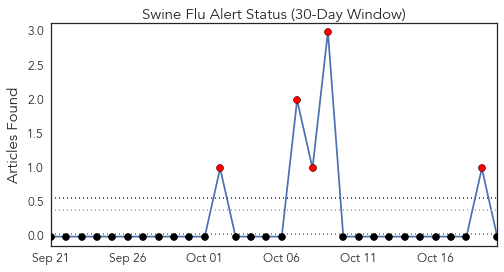 Swine Flu Alert Status (30-Day Window)
Articles Found
3.0
2.5
2.0
1.5
1.0
0.5
0.0
Sep 21 Sep 26 Oct 01 Oct 06 Oct 11 Oct 16